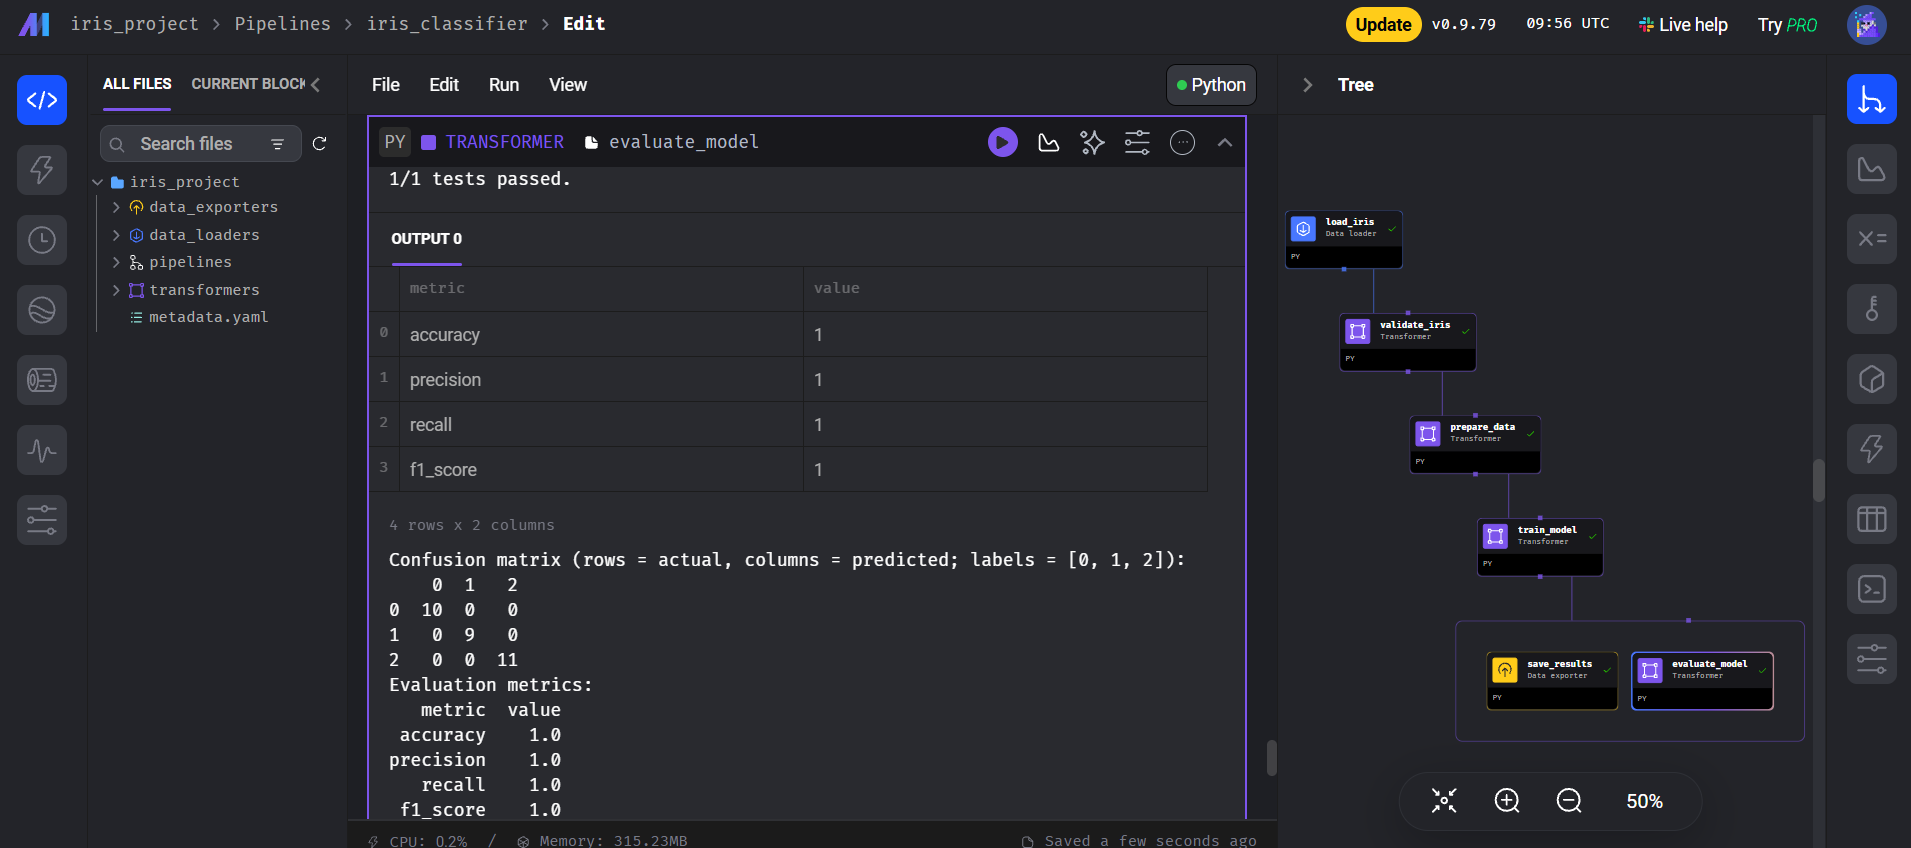 iris_project > Pipelines > iris_classifier > Edit
Update v0.9.79 09:56 UTC Live help Try PRO
ALL FILES CURRENT BLOCK
Search files
iris_project
data_exporters
data_loaders
pipelines
transformers
metadata.yaml
File Edit Run View Python
PY TRANSFORMER evaluate_model
1/1 tests passed.
OUTPUT 0
metric value
0 accuracy 1
1 precision 1
2 recall 1
3 f1_score 1
4 rows x 2 columns
Confusion matrix (rows = actual, columns = predicted; labels = [0, 1, 2]):
0 1 2
0 10 0 0
1 0 9 0
2 0 0 11
Evaluation metrics:
metric value
accuracy 1.0
precision 1.0
recall 1.0
f1_score 1.0
CPU: 0.2% / Memory: 315.23MB Saved a few seconds ago
Tree
load_iris
Data loader
PY
validate_iris
Transformer
PY
prepare_data
Transformer
PY
train_model
Transformer
PY
save_results
Data exporter
PY
evaluate_model
Transformer
PY
50%